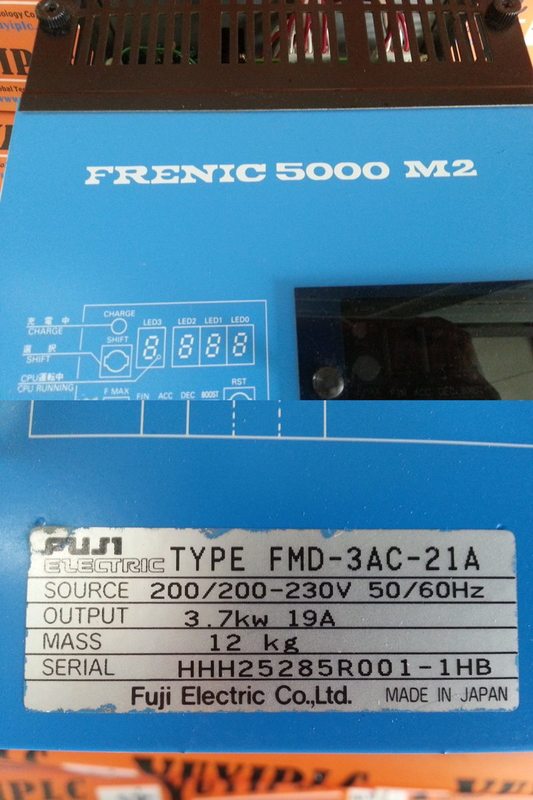 FRENIC 5000 M2
充電中
CHARGE
CHARGE
LED3 LED2 LED1 LED0
選択
SHIFT
SHIFT
CPU運転中
CPU RUNNING
F MAX
F/N ACC DEC BOOST
RST
FUJI
ELECTRIC TYPE FMD-3AC-21A
SOURCE 200/200-230V 50/60Hz
OUTPUT 3.7kw 19A
MASS 12 kg
SERIAL HHH25285R001-1HB
Fuji Electric Co.,Ltd. MADE IN JAPAN